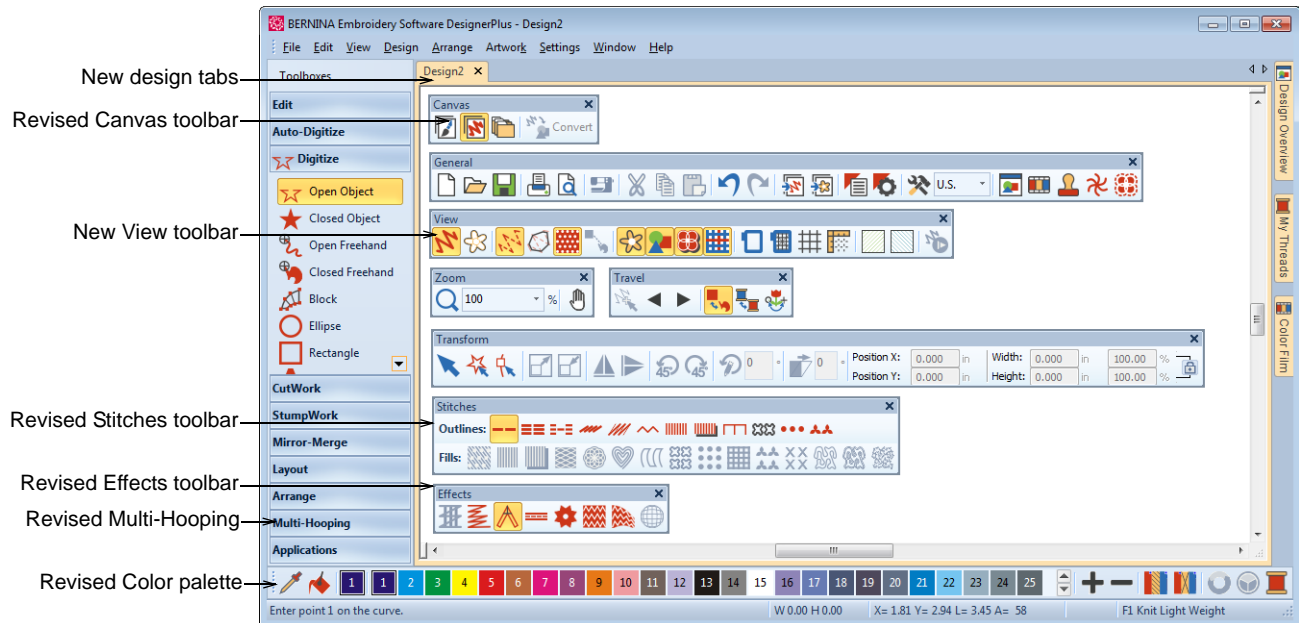 BERNINA Embroidery Software DesignerPlus - Design2
File Edit View Design Arrange Artwork Settings Window Help
New design tabs
Revised Canvas toolbar
New View toolbar
Revised Stitches toolbar
Revised Effects toolbar
Revised Multi-Hooping
Revised Color palette
Toolboxes
Edit
Auto-Digitize
Digitize
Open Object
Closed Object
Open Freehand
Closed Freehand
Block
Ellipse
Rectangle
CutWork
StumpWork
Mirror-Merge
Layout
Arrange
Multi-Hooping
Applications
Design2
Canvas
Convert
General
U.S.
View
Zoom
100 %
Travel
Transform
45 45 0 ° 0 °
Position X: 0.000 in Width: 0.000 in 100.00 %
Position Y: 0.000 in Height: 0.000 in 100.00 %
Stitches
Outlines:
Fills:
Effects
Design Overview
My Threads
Color Film
1 1 2 3 4 5 6 7 8 9 10 11 12 13 14 15 16 17 18 19 20 21 22 23 24 25
Enter point 1 on the curve. W 0.00 H 0.00 X= 1.81 Y= 2.94 L= 3.45 A= 58 F1 Knit Light Weight